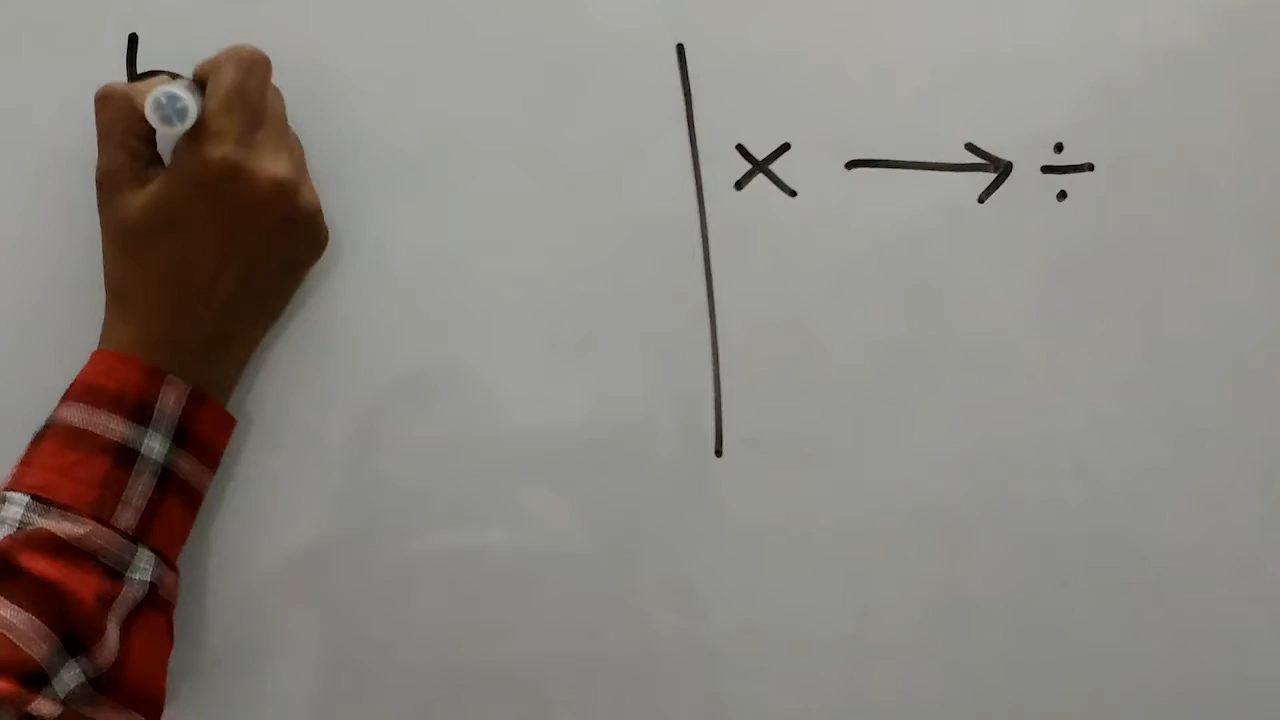 × → ÷